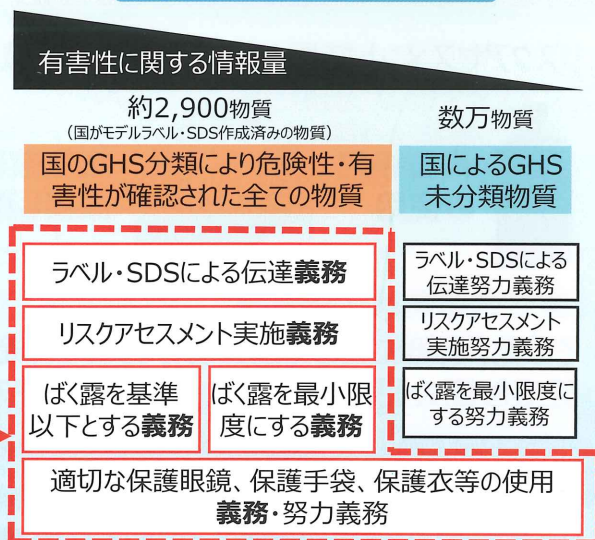 有害性に関する情報量
約2,900物質
(国がモデルラベル・SDS作成済みの物質)
数万物質
国のGHS分類により危険性・有
害性が確認された全ての物質
国によるGHS
未分類物質
ラベル・SDSによる伝達義務
ラベル・SDSによる
伝達努力義務
リスクアセスメント実施義務
リスクアセスメント
実施努力義務
ばく露を基準
以下とする義務
ばく露を最小限
度にする義務
ばく露を最小限度に
する努力義務
適切な保護眼鏡、保護手袋、保護衣等の使用
義務・努力義務